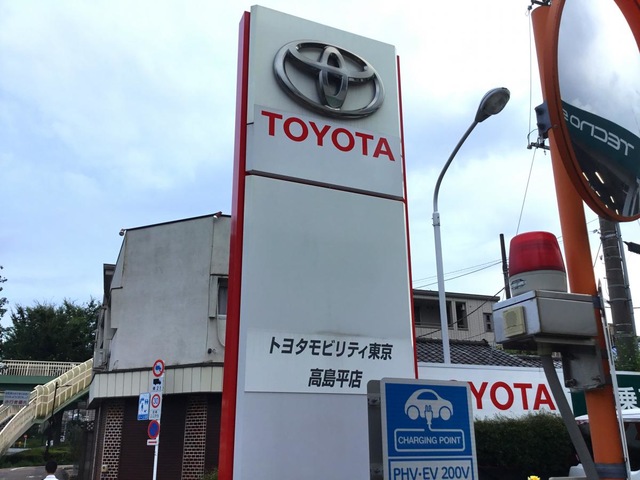 TOYOTA
トヨタモビリティ東京
高島平店
CHARGING POINT
PHV･EV 200V
TOYOTA